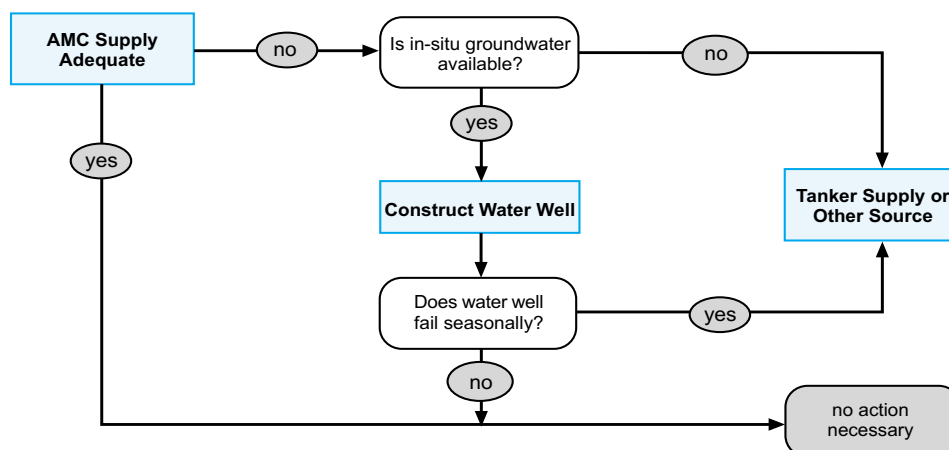 AMC Supply
Adequate
no
Is in-situ groundwater
available?
no
yes
yes
Construct Water Well
Tanker Supply or
Other Source
Does water well
fail seasonally?
yes
no
no action
necessary